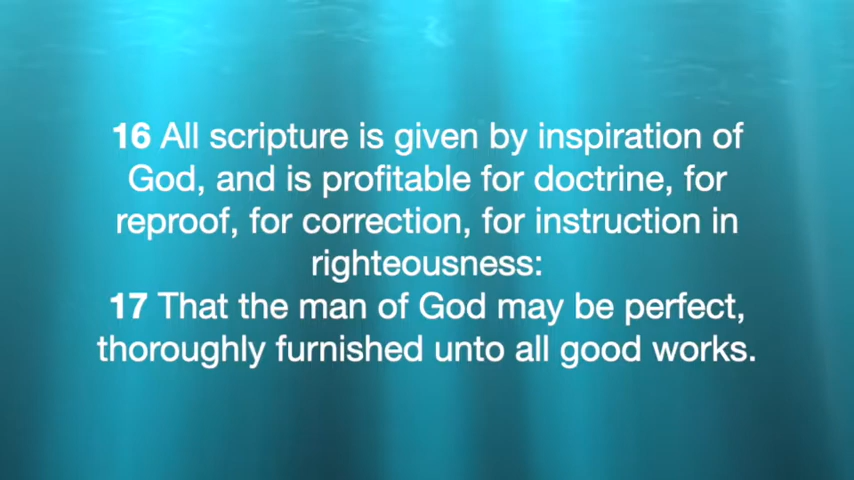 16 All scripture is given by inspiration of
God, and is profitable for doctrine, for
reproof, for correction, for instruction in
righteousness:
17 That the man of God may be perfect,
thoroughly furnished unto all good works.